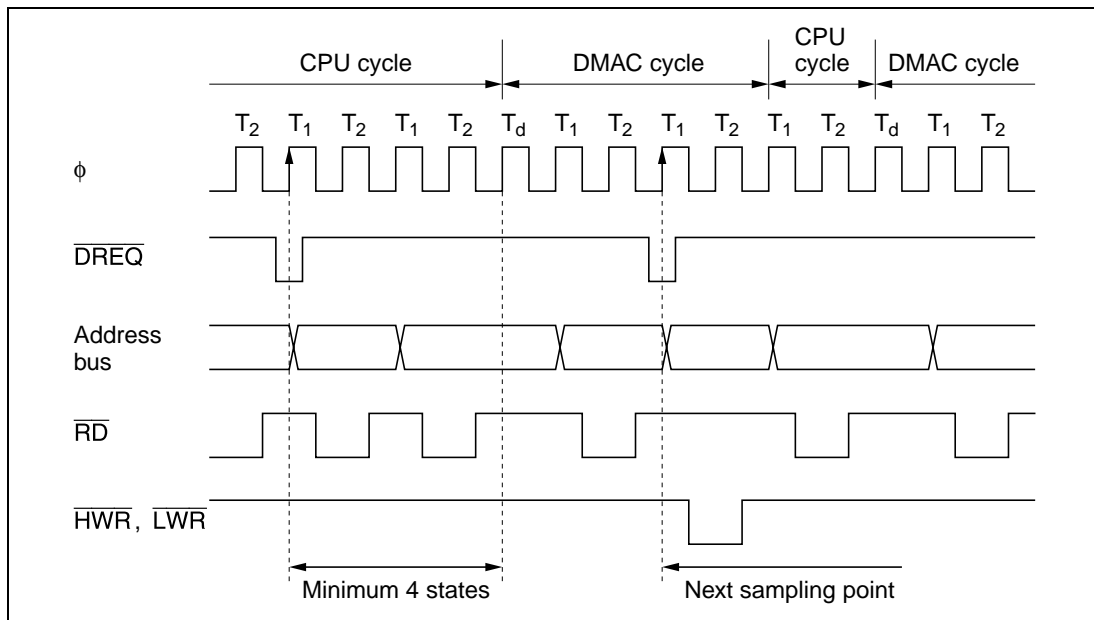 CPU cycle DMAC cycle CPU cycle DMAC cycle
T2 T1 T2 T1 T2 Td T1 T2 T1 T2 T1 T2 Td T1 T2
ϕ
DREQ
Address
bus
RD
HWR, LWR
Minimum 4 states Next sampling point